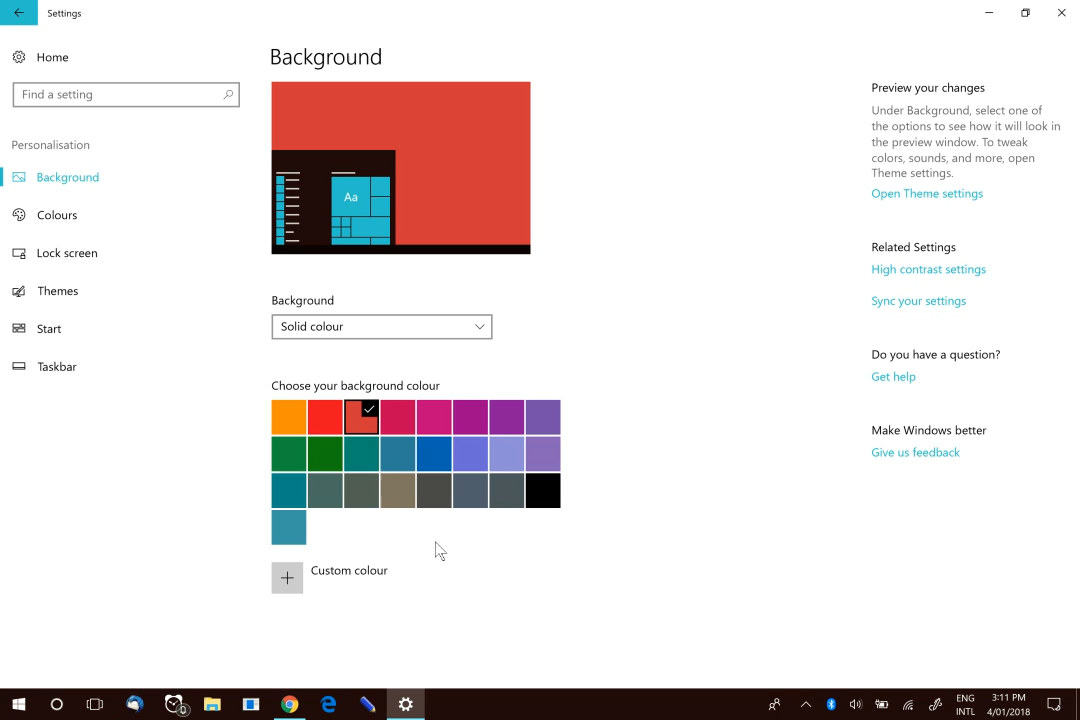 Settings
Home
Find a setting
Personalisation
Background
Colours
Lock screen
Themes
Start
Taskbar
Background
Aa
Background
Solid colour
Choose your background colour
Custom colour
Preview your changes
Under Background, select one of
the options to see how it will look in
the preview window. To tweak
colors, sounds, and more, open
Theme settings.
Open Theme settings
Related Settings
High contrast settings
Sync your settings
Do you have a question?
Get help
Make Windows better
Give us feedback
ENG
INTL
3:11 PM
4/01/2018